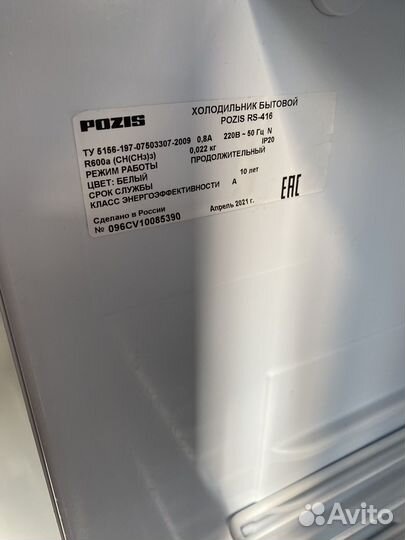 POZIS
ХОЛОДИЛЬНИК БЫТОВОЙ
POZIS RS-416
ТУ 5156-197-07503307-2009 0,8А 220В ~ 50 Гц N
R600a (CH(CH₃)₃) 0,022 кг IP20
РЕЖИМ РАБОТЫ ПРОДОЛЖИТЕЛЬНЫЙ
ЦВЕТ: БЕЛЫЙ
СРОК СЛУЖБЫ 10 лет
КЛАСС ЭНЕРГОЭФФЕКТИВНОСТИ А
Сделано в России Апрель 2021 г.
№ 096CV10085390
EAC
Avito